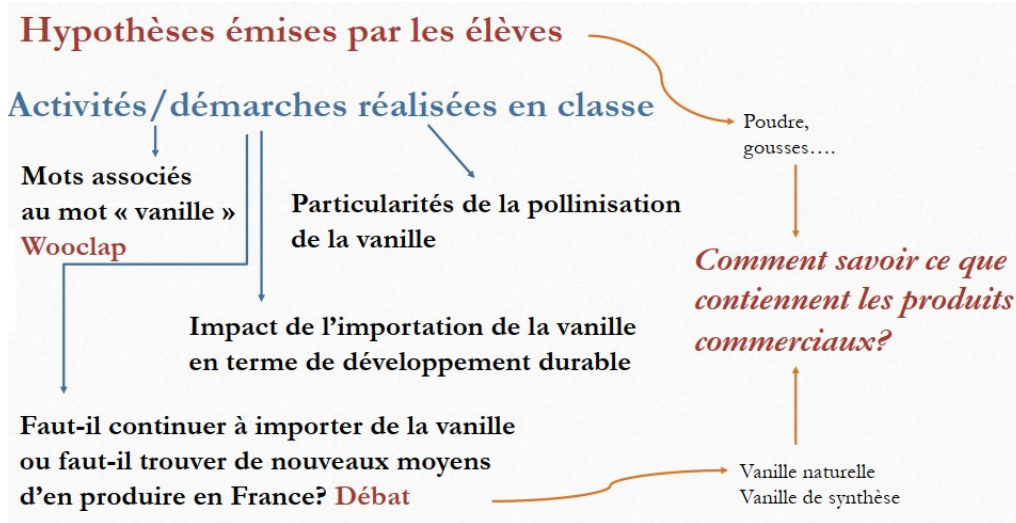 Hypothèses émises par les élèves
Activités/démarches réalisées en classe
Poudre,
gousses….
Mots associés
au mot « vanille »
Wooclap
Particularités de la pollinisation
de la vanille
Comment savoir ce que
contiennent les produits
commerciaux?
Impact de l’importation de la vanille
en terme de développement durable
Faut-il continuer à importer de la vanille
ou faut-il trouver de nouveaux moyens
d’en produire en France? Débat
Vanille naturelle
Vanille de synthèse